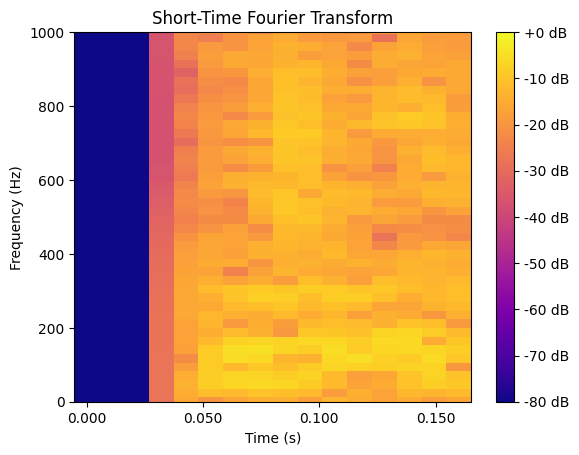 Short-Time Fourier Transform
Frequency (Hz)
1000
800
600
400
200
0
0.000
0.050
0.100
0.150
Time (s)
+0 dB
-10 dB
-20 dB
-30 dB
-40 dB
-50 dB
-60 dB
-70 dB
-80 dB